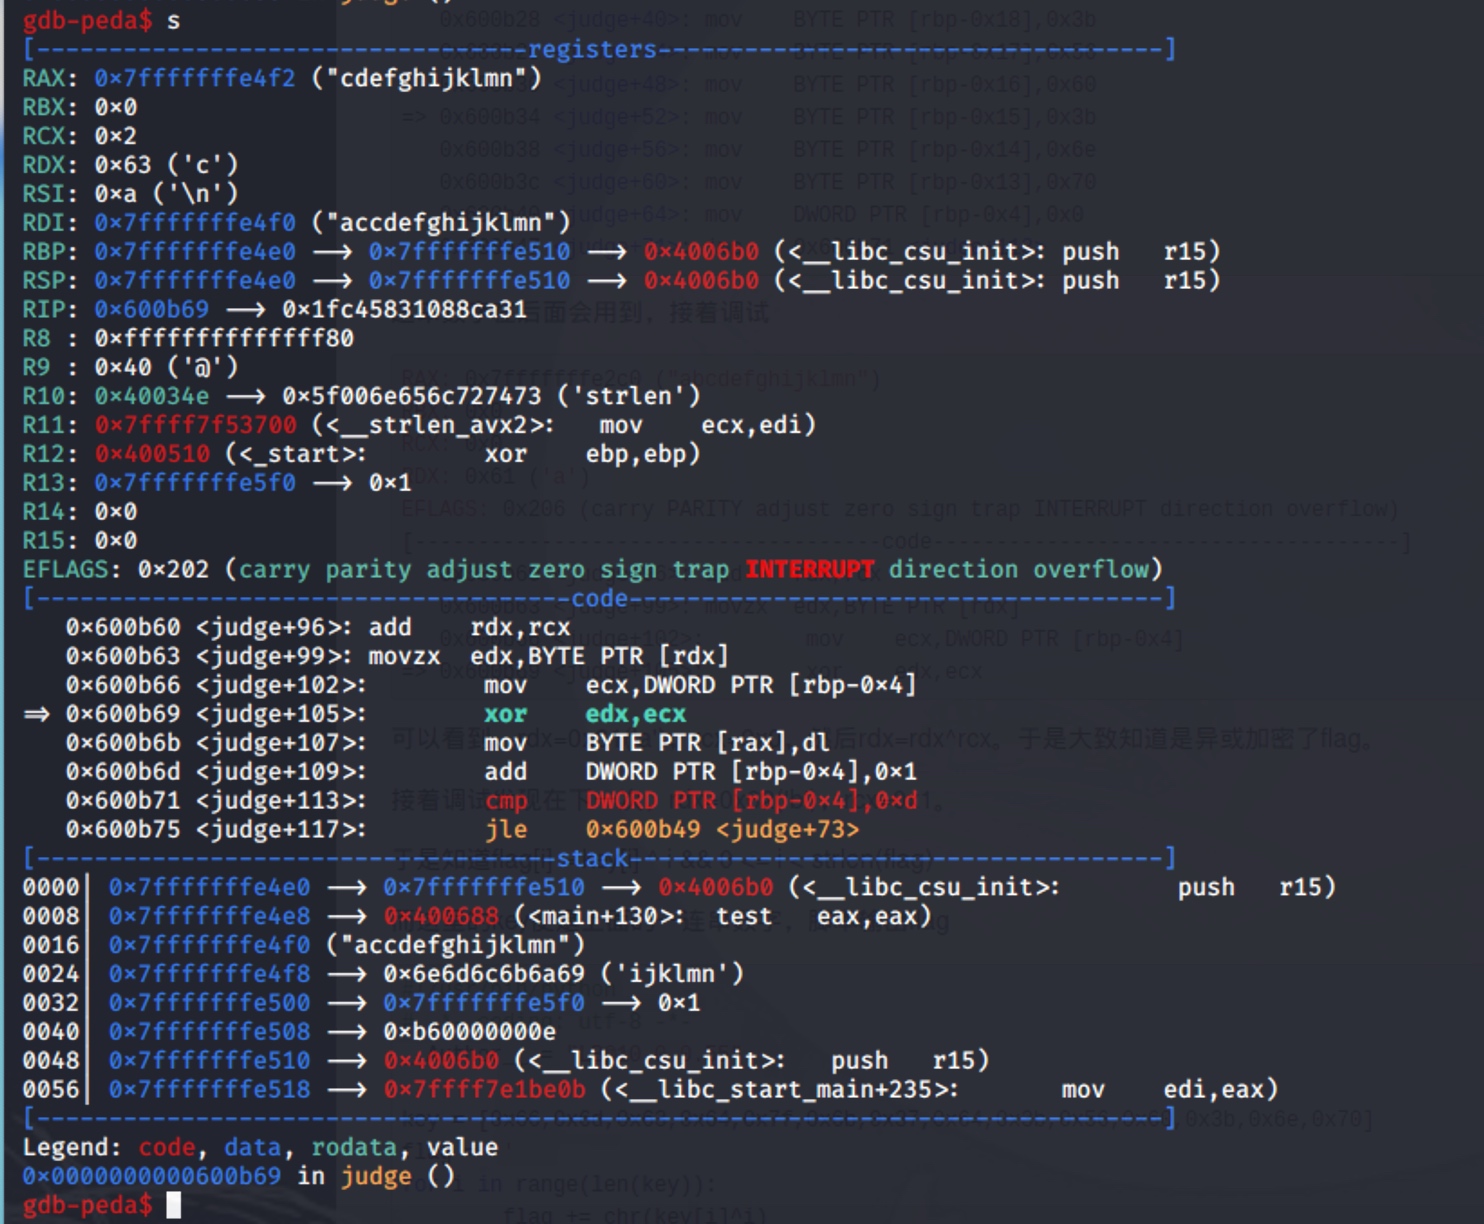 gdb-peda$ s
[----------------------------------registers-----------------------------------]
RAX: 0x7fffffffe4f2 ("cdefghijklmn")
RBX: 0x0
RCX: 0x2
RDX: 0x63 ('c')
RSI: 0xa ('\n')
RDI: 0x7fffffffe4f0 ("accdefghijklmn")
RBP: 0x7fffffffe4e0 --> 0x7fffffffe510 --> 0x4006b0 (<__libc_csu_init>: push   r15)
RSP: 0x7fffffffe4e0 --> 0x7fffffffe510 --> 0x4006b0 (<__libc_csu_init>: push   r15)
RIP: 0x600b69 --> 0x1fc45831088ca31
R8 : 0xffffffffffffff80
R9 : 0x40 ('@')
R10: 0x40034e --> 0x5f006e656c727473 ('strlen')
R11: 0x7ffff7f53700 (<__strlen_avx2>:   mov    ecx,edi)
R12: 0x400510 (<_start>:        xor    ebp,ebp)
R13: 0x7fffffffe5f0 --> 0x1
R14: 0x0
R15: 0x0
EFLAGS: 0x202 (carry parity adjust zero sign trap INTERRUPT direction overflow)
[-------------------------------------code-------------------------------------]
   0x600b60 <judge+96>: add    rdx,rcx
   0x600b63 <judge+99>: movzx  edx,BYTE PTR [rdx]
   0x600b66 <judge+102>:        mov    ecx,DWORD PTR [rbp-0x4]
=> 0x600b69 <judge+105>:        xor    edx,ecx
   0x600b6b <judge+107>:        mov    BYTE PTR [rax],dl
   0x600b6d <judge+109>:        add    DWORD PTR [rbp-0x4],0x1
   0x600b71 <judge+113>:        cmp    DWORD PTR [rbp-0x4],0xd
   0x600b75 <judge+117>:        jle    0x600b49 <judge+73>
[------------------------------------stack-------------------------------------]
0000| 0x7fffffffe4e0 --> 0x7fffffffe510 --> 0x4006b0 (<__libc_csu_init>:        push   r15)
0008| 0x7fffffffe4e8 --> 0x400688 (<main+130>:  test   eax,eax)
0016| 0x7fffffffe4f0 ("accdefghijklmn")
0024| 0x7fffffffe4f8 --> 0x6e6d6c6b6a69 ('ijklmn')
0032| 0x7fffffffe500 --> 0x7fffffffe5f0 --> 0x1
0040| 0x7fffffffe508 --> 0xb60000000e
0048| 0x7fffffffe510 --> 0x4006b0 (<__libc_csu_init>:   push   r15)
0056| 0x7fffffffe518 --> 0x7ffff7e1be0b (<__libc_start_main+235>:       mov    edi,eax)
[------------------------------------------------------------------------------]
Legend: code, data, rodata, value
0x0000000000600b69 in judge ()
gdb-peda$